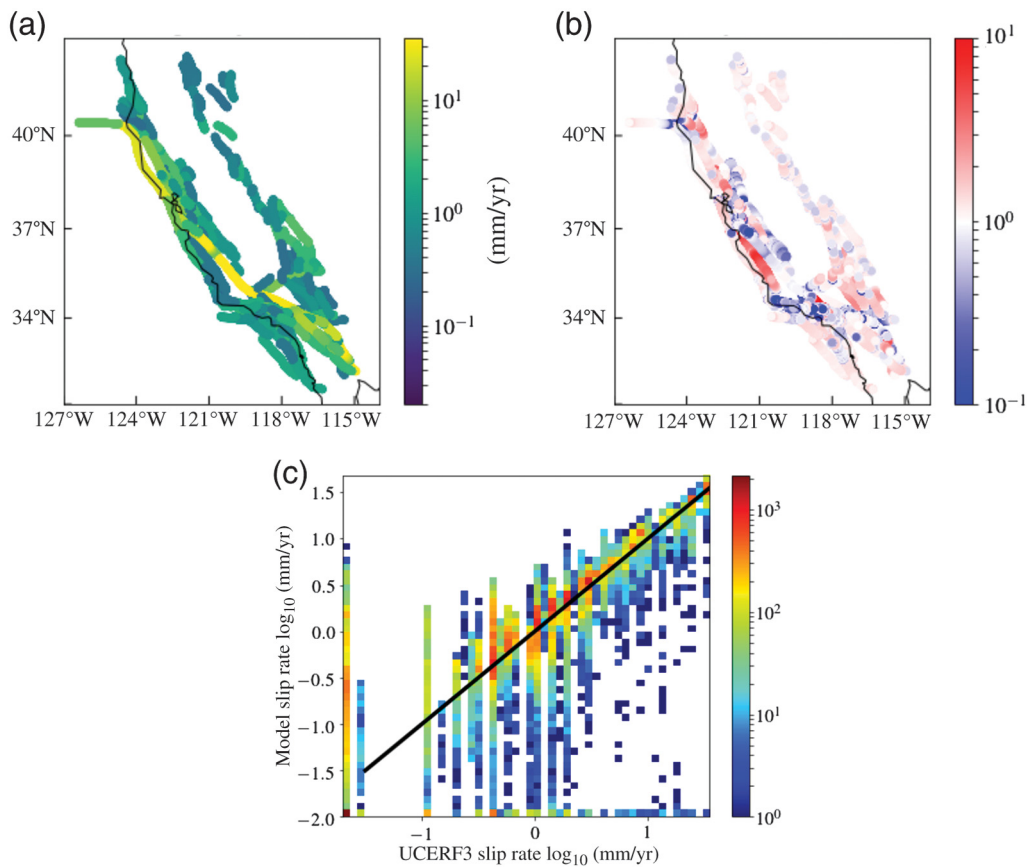 (a)
40°N
37°N
34°N
127°W 124°W 121°W 118°W 115°W
10¹
10⁰
10⁻¹
(mm/yr)
(b)
40°N
37°N
34°N
127°W 124°W 121°W 118°W 115°W
10¹
10⁰
10⁻¹
(c)
Model slip rate log₁₀ (mm/yr)
1.5
1.0
0.5
0.0
−0.5
−1.0
−1.5
−2.0
−1 0 1
UCERF3 slip rate log₁₀ (mm/yr)
10³
10²
10¹
10⁰